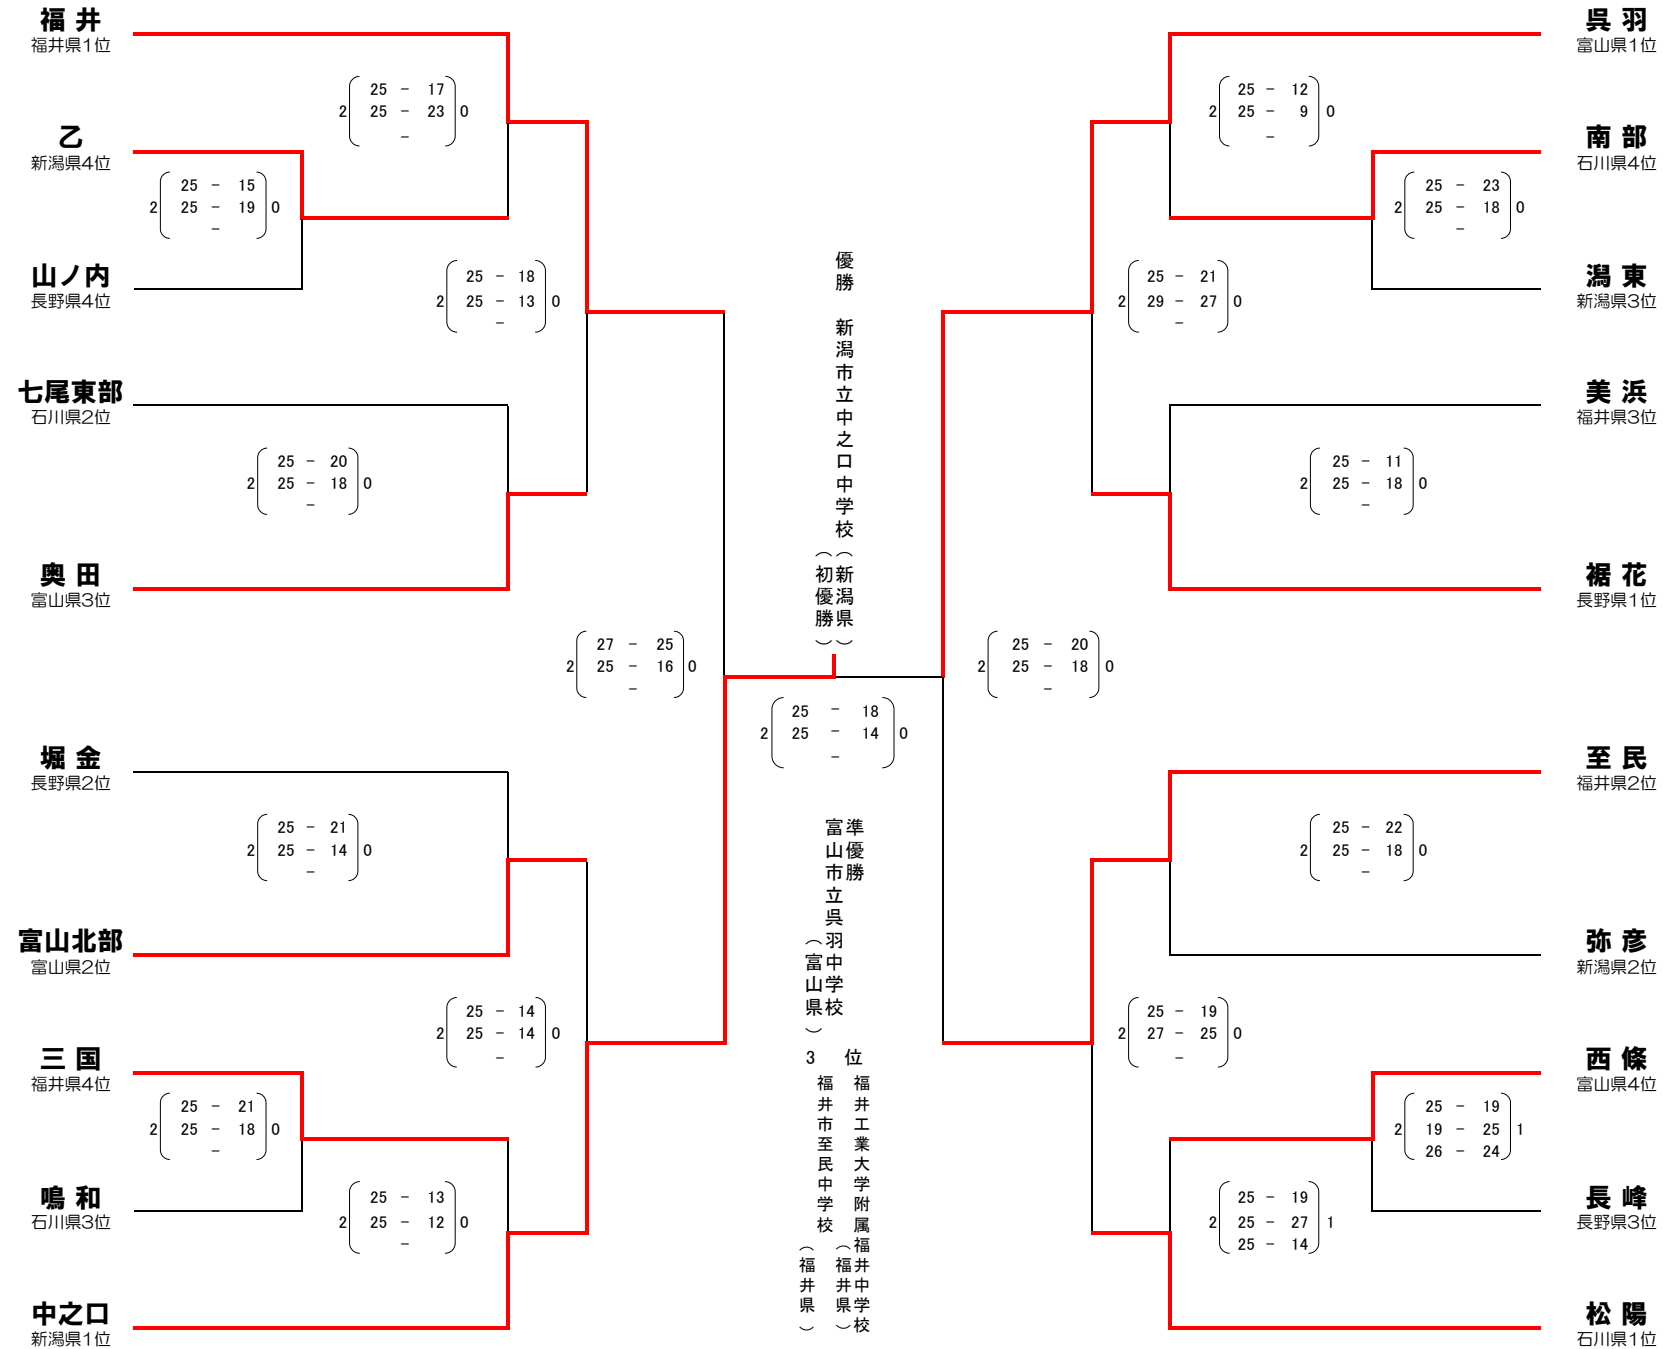 福 井
福井県1位
2 25 － 17 0
25 － 23
－
乙
新潟県4位
2 25 － 15 0
25 － 19
－
山ノ内
長野県4位
2 25 － 18 0
25 － 13
－
七尾東部
石川県2位
2 25 － 20 0
25 － 18
－
奥 田
富山県3位
2 27 － 25 0
25 － 16
－
堀 金
長野県2位
2 25 － 21 0
25 － 14
－
富山北部
富山県2位
2 25 － 14 0
25 － 14
－
三 国
福井県4位
2 25 － 21 0
25 － 18
－
鳴 和
石川県3位
2 25 － 13 0
25 － 12
－
中之口
新潟県1位
優勝 新潟市立中之口中学校（新潟県）
（初優勝）
2 25 － 18 0
25 － 14
－
準優勝
富山市立呉羽中学校
（富山県）
3 位
福井工業大学附属福井中学校
（福井県）
福井市至民中学校
（福井県）
呉 羽
富山県1位
2 25 － 12 0
25 － 9
－
南 部
石川県4位
2 25 － 23 0
25 － 18
－
潟 東
新潟県3位
2 25 － 21 0
29 － 27
－
美 浜
福井県3位
2 25 － 11 0
25 － 18
－
裾 花
長野県1位
2 25 － 20 0
25 － 18
－
至 民
福井県2位
2 25 － 22 0
25 － 18
－
弥 彦
新潟県2位
2 25 － 19 0
27 － 25
－
西 條
富山県4位
2 25 － 19 1
19 － 25
26 － 24
長 峰
長野県3位
2 25 － 19 1
25 － 27
25 － 14
松 陽
石川県1位